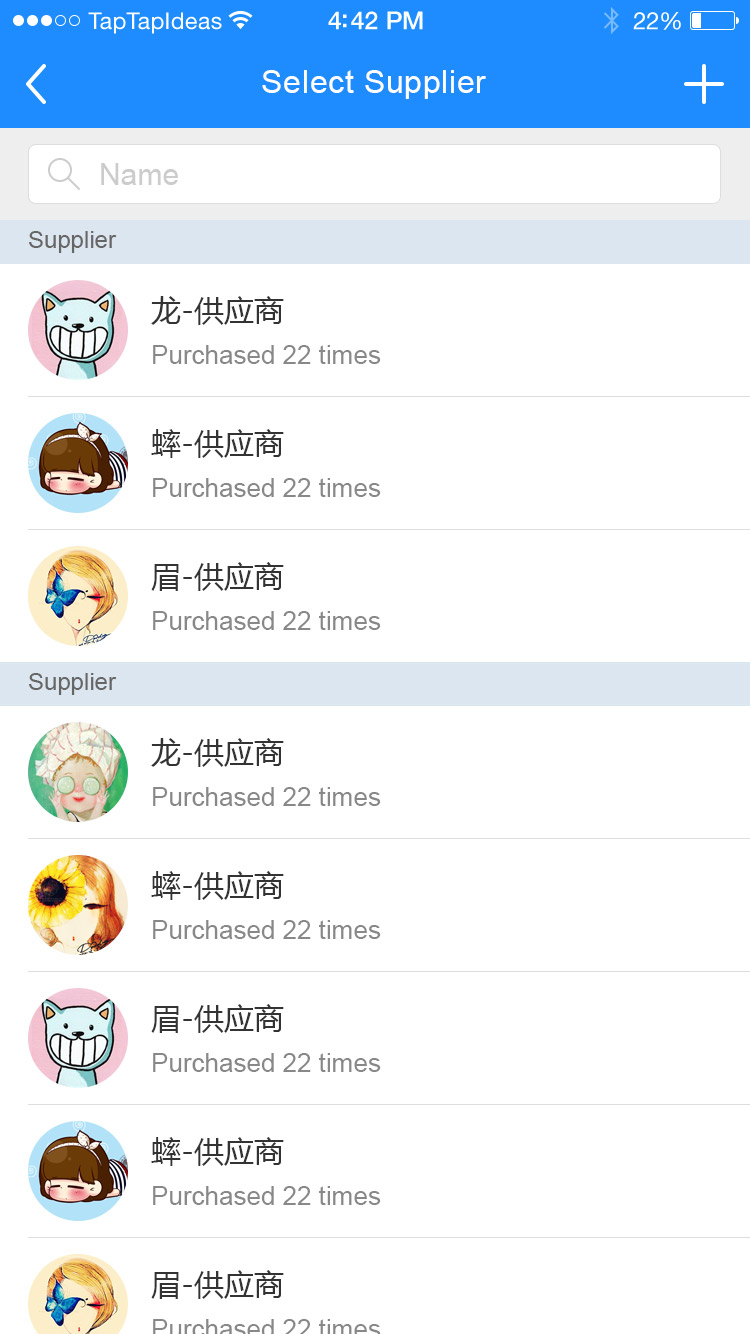 TapTapIdeas 4:42 PM 22%
Select Supplier
Name
Supplier
龙-供应商
Purchased 22 times
蟀-供应商
Purchased 22 times
眉-供应商
Purchased 22 times
Supplier
龙-供应商
Purchased 22 times
蟀-供应商
Purchased 22 times
眉-供应商
Purchased 22 times
蟀-供应商
Purchased 22 times
眉-供应商
Purchased 22 times